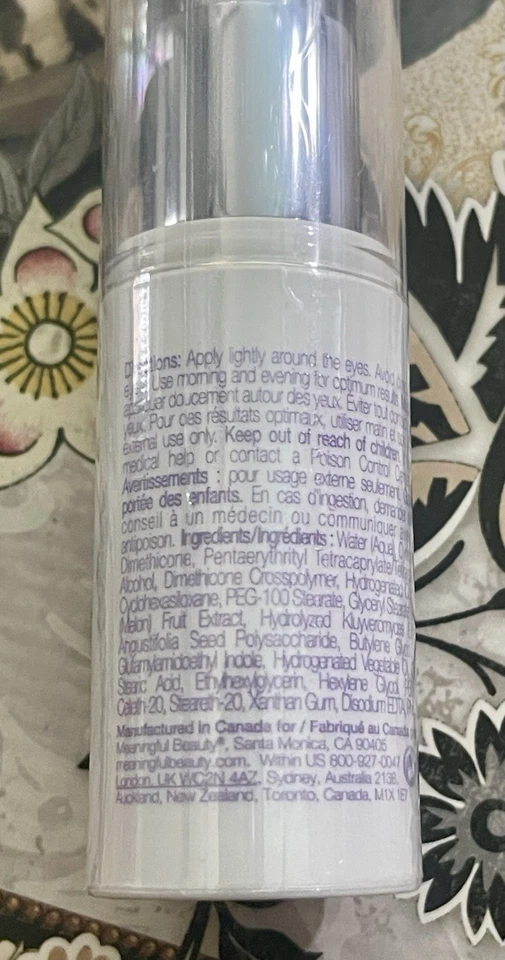 Apply lightly around the eyes. Avoid
Use morning and evening for optimum results
doucement autour des yeux. Eviter tout
yeux. Pour des résultats optimaux, utiliser matin et
external use only. Keep out of reach of children.
medical help or contact a Poison Control
Avertissements : pour usage externe seulement.
portée des enfants. En cas d'ingestion,
conseil à un médecin ou communiquer
antipoison. Ingredients/Ingrédients : Water (Aqua),
Dimethicone, Pentaerythrityl
Alcohol, Dimethicone Crosspolymer, Hydrogenated
Cyclohexasiloxane, PEG-100 Stearate, Glyceryl
(Melon) Fruit Extract, Hydrolyzed Kluyveromyces
Angustifolia Seed Polysaccharide, Butylene
Glutamylamidoethyl Indole, Hydrogenated Vegetable
Stearic Acid, Ethylhexylglycerin, Hexylene Glycol,
Ceteth-20, Steareth-20, Xanthan Gum, Disodium EDTA,
Manufactured in Canada for / Fabriqué au Canada
Meaningful Beauty®, Santa Monica, CA 90405
meaningfulbeauty.com. Within US 800-927-0047
London, UK WC2N 4AZ, Sydney, Australia
Auckland, New Zealand, Toronto, Canada, M1X